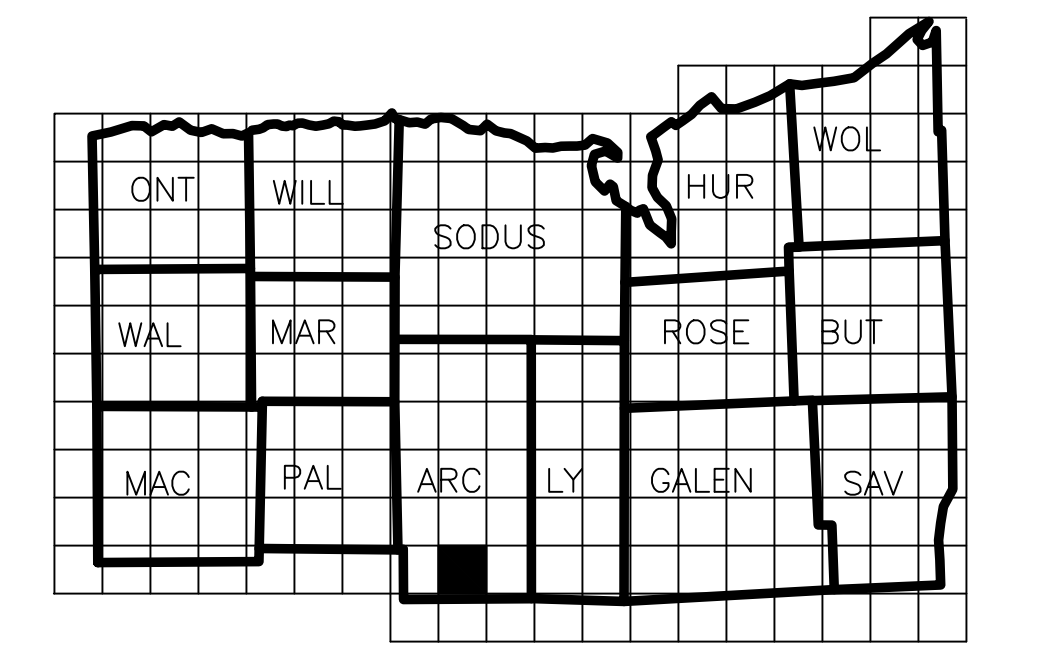 WOL
ONT
WILL
HUR
SODUS
WAL
MAR
ROSE
BUT
MAC
PAL
ARC
LY
GALEN
SAV